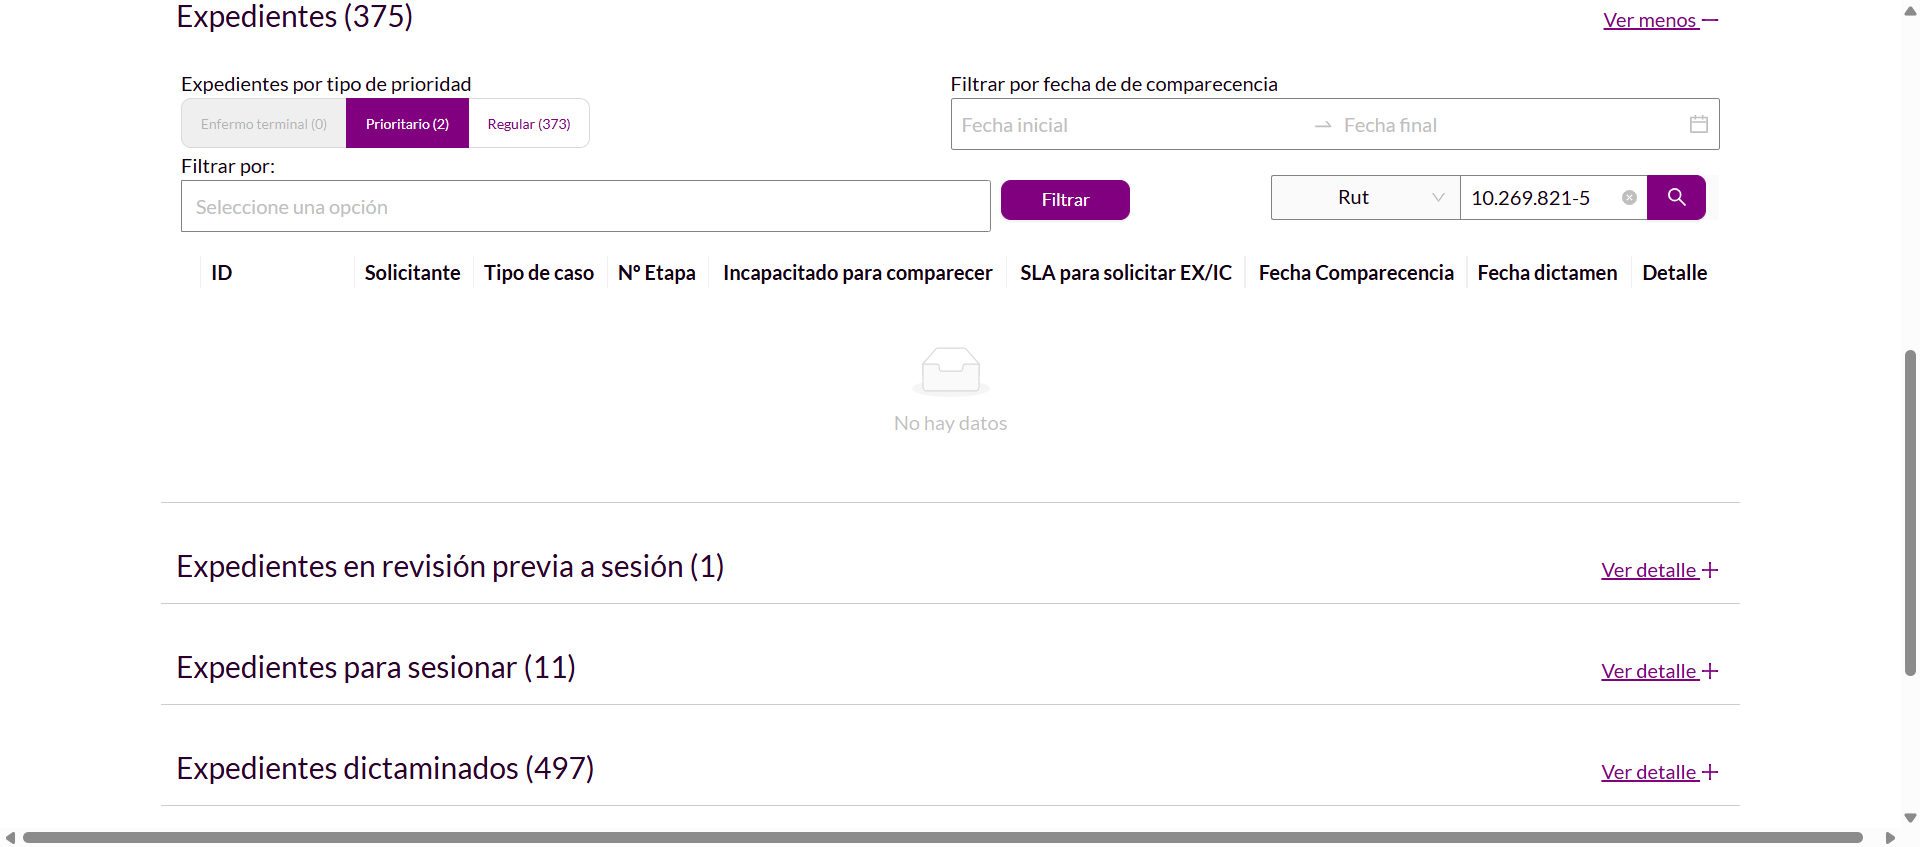 Expedientes (375)
Ver menos
Expedientes por tipo de prioridad
Filtrar por fecha de de comparecencia
Enfermo terminal (0)
Prioritario (2)
Regular (373)
Fecha inicial
Fecha final
Filtrar por:
Seleccione una opción
Filtrar
Rut
10.269.821-5
ID
Solicitante
Tipo de caso
N° Etapa
Incapacitado para comparecer
SLA para solicitar EX/IC
Fecha Comparecencia
Fecha dictamen
Detalle
No hay datos
Expedientes en revisión previa a sesión (1)
Ver detalle
Expedientes para sesionar (11)
Ver detalle
Expedientes dictaminados (497)
Ver detalle